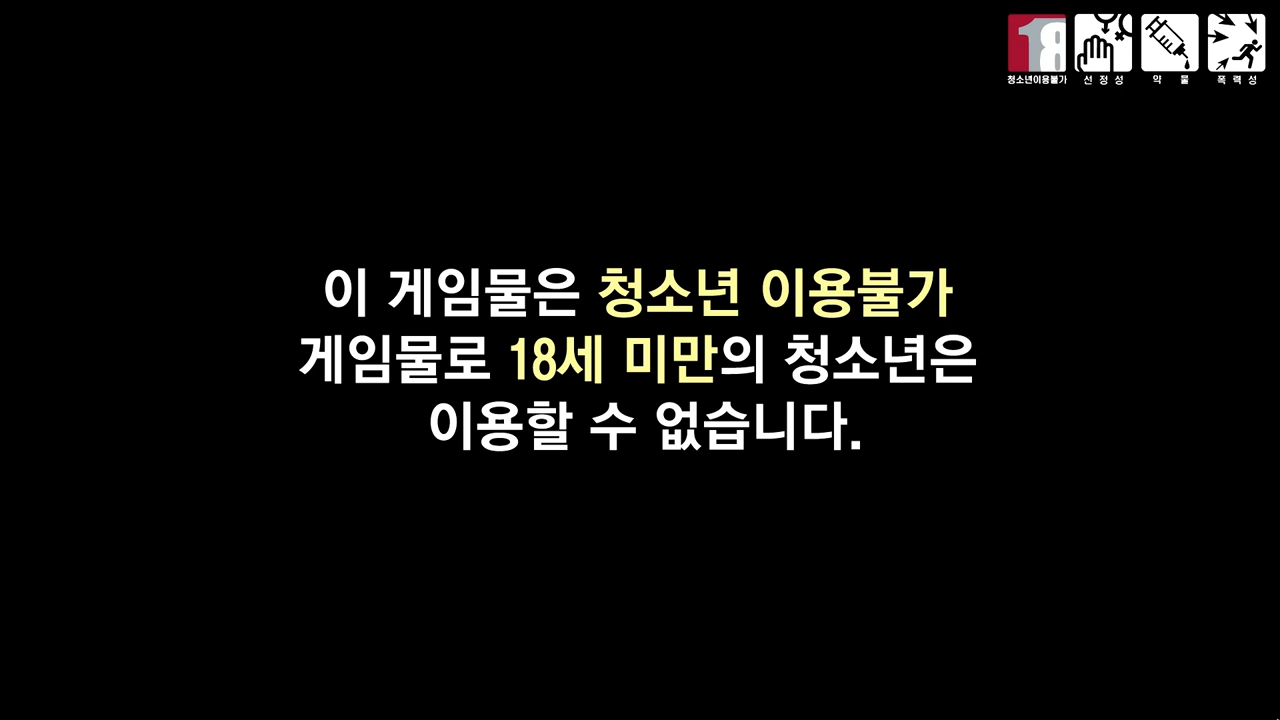 18
청소년이용불가
선정성
약물
폭력성
이 게임물은 청소년 이용불가
게임물로 18세 미만의 청소년은
이용할 수 없습니다.